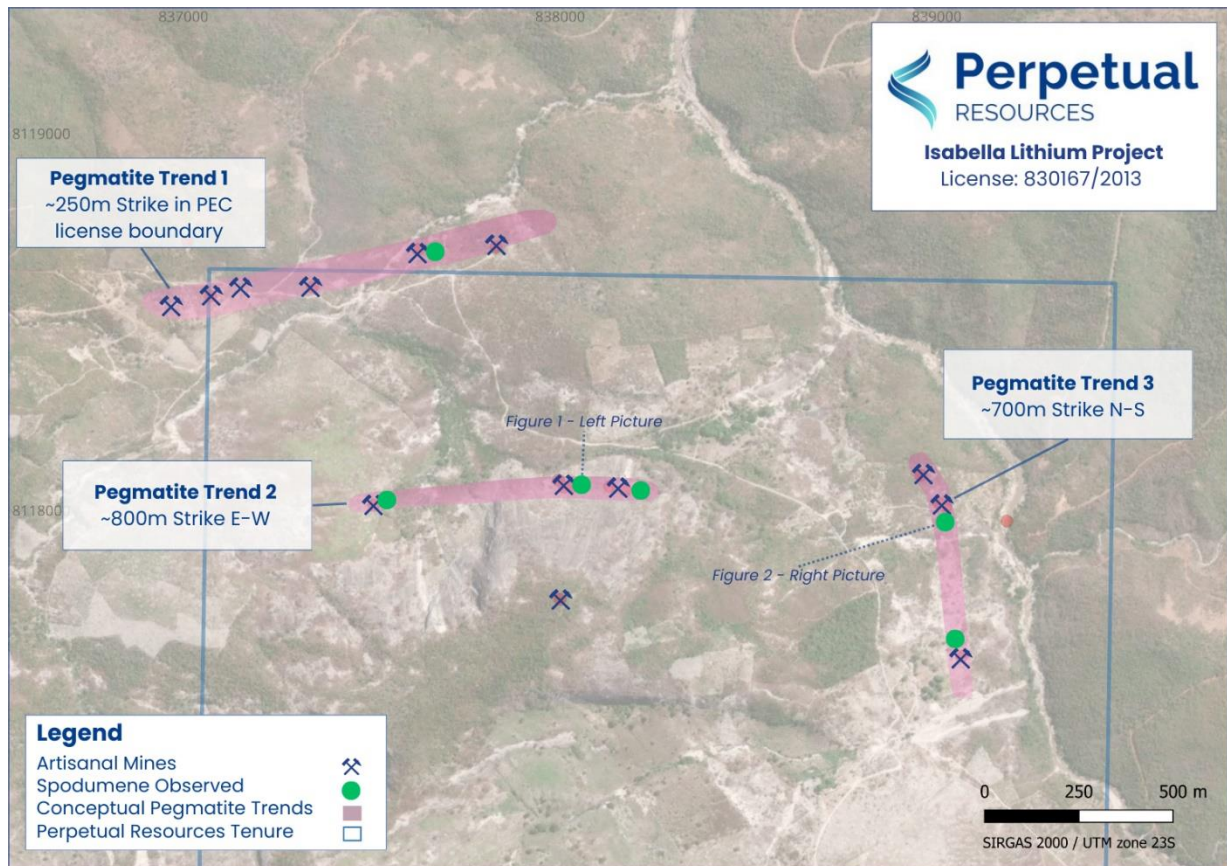 837000
838000
839000
8119000
8118000
Perpetual
RESOURCES
Isabella Lithium Project
License: 830167/2013
Pegmatite Trend 1
~250m Strike in PEC
license boundary
Pegmatite Trend 3
~700m Strike N-S
Figure 1 - Left Picture
Pegmatite Trend 2
~800m Strike E-W
Figure 2 - Right Picture
Legend
Artisanal Mines
Spodumene Observed
Conceptual Pegmatite Trends
Perpetual Resources Tenure
0 250 500 m
SIRGAS 2000 / UTM zone 23S